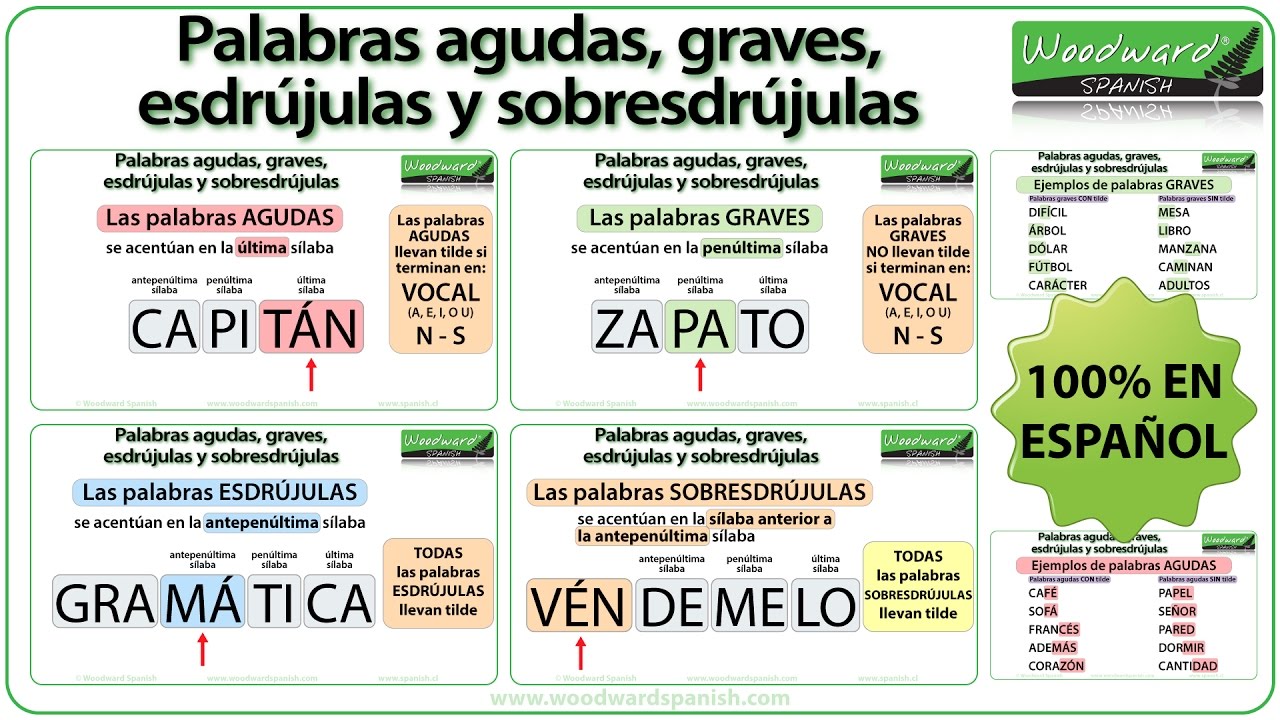 Palabras agudas, graves,
esdrújulas y sobresdrújulas
Woodward®
SPANISH
Palabras agudas, graves,
esdrújulas y sobresdrújulas
Woodward®
SPANISH
Las palabras AGUDAS
se acentúan en la última sílaba
antepenúltima sílaba
penúltima sílaba
última sílaba
CA PI TÁN
Las palabras
AGUDAS
llevan tilde si
terminan en:
VOCAL
(A, E, I, O U)
N - S
© Woodward Spanish www.woodwardspanish.com www.spanish.cl
Palabras agudas, graves,
esdrújulas y sobresdrújulas
Woodward®
SPANISH
Las palabras GRAVES
se acentúan en la penúltima sílaba
antepenúltima sílaba
penúltima sílaba
última sílaba
ZA PA TO
Las palabras
GRAVES
NO llevan tilde
si terminan en:
VOCAL
(A, E, I, O U)
N - S
© Woodward Spanish www.woodwardspanish.com www.spanish.cl
Palabras agudas, graves,
esdrújulas y sobresdrújulas
Woodward
SPANISH
Ejemplos de palabras GRAVES
Palabras graves CON tilde Palabras graves SIN tilde
DIFÍCIL MESA
ÁRBOL LIBRO
DÓLAR MANZANA
FÚTBOL CAMINAN
CARÁCTER ADULTOS
100% EN
ESPAÑOL
Palabras agudas, graves,
esdrújulas y sobresdrújulas
Woodward®
SPANISH
Las palabras ESDRÚJULAS
se acentúan en la antepenúltima sílaba
antepenúltima sílaba
penúltima sílaba
última sílaba
GRA MÁ TI CA
TODAS
las palabras
ESDRÚJULAS
llevan tilde
© Woodward Spanish www.woodwardspanish.com www.spanish.cl
Palabras agudas, graves,
esdrújulas y sobresdrújulas
Woodward®
SPANISH
Las palabras SOBRESDRÚJULAS
se acentúan en la sílaba anterior a
la antepenúltima sílaba
antepenúltima sílaba
penúltima sílaba
última sílaba
VÉN DE ME LO
TODAS
las palabras
SOBRESDRÚJULAS
llevan tilde
© Woodward Spanish www.woodwardspanish.com www.spanish.cl
Palabras graves,
esdrújulas y sobresdrújulas
Woodward
SPANISH
Ejemplos de palabras AGUDAS
Palabras agudas CON tilde Palabras agudas SIN tilde
CAFÉ PAPEL
SOFÁ SEÑOR
FRANCÉS PARED
ADEMÁS DORMIR
CORAZÓN CANTIDAD
www.woodwardspanish.com